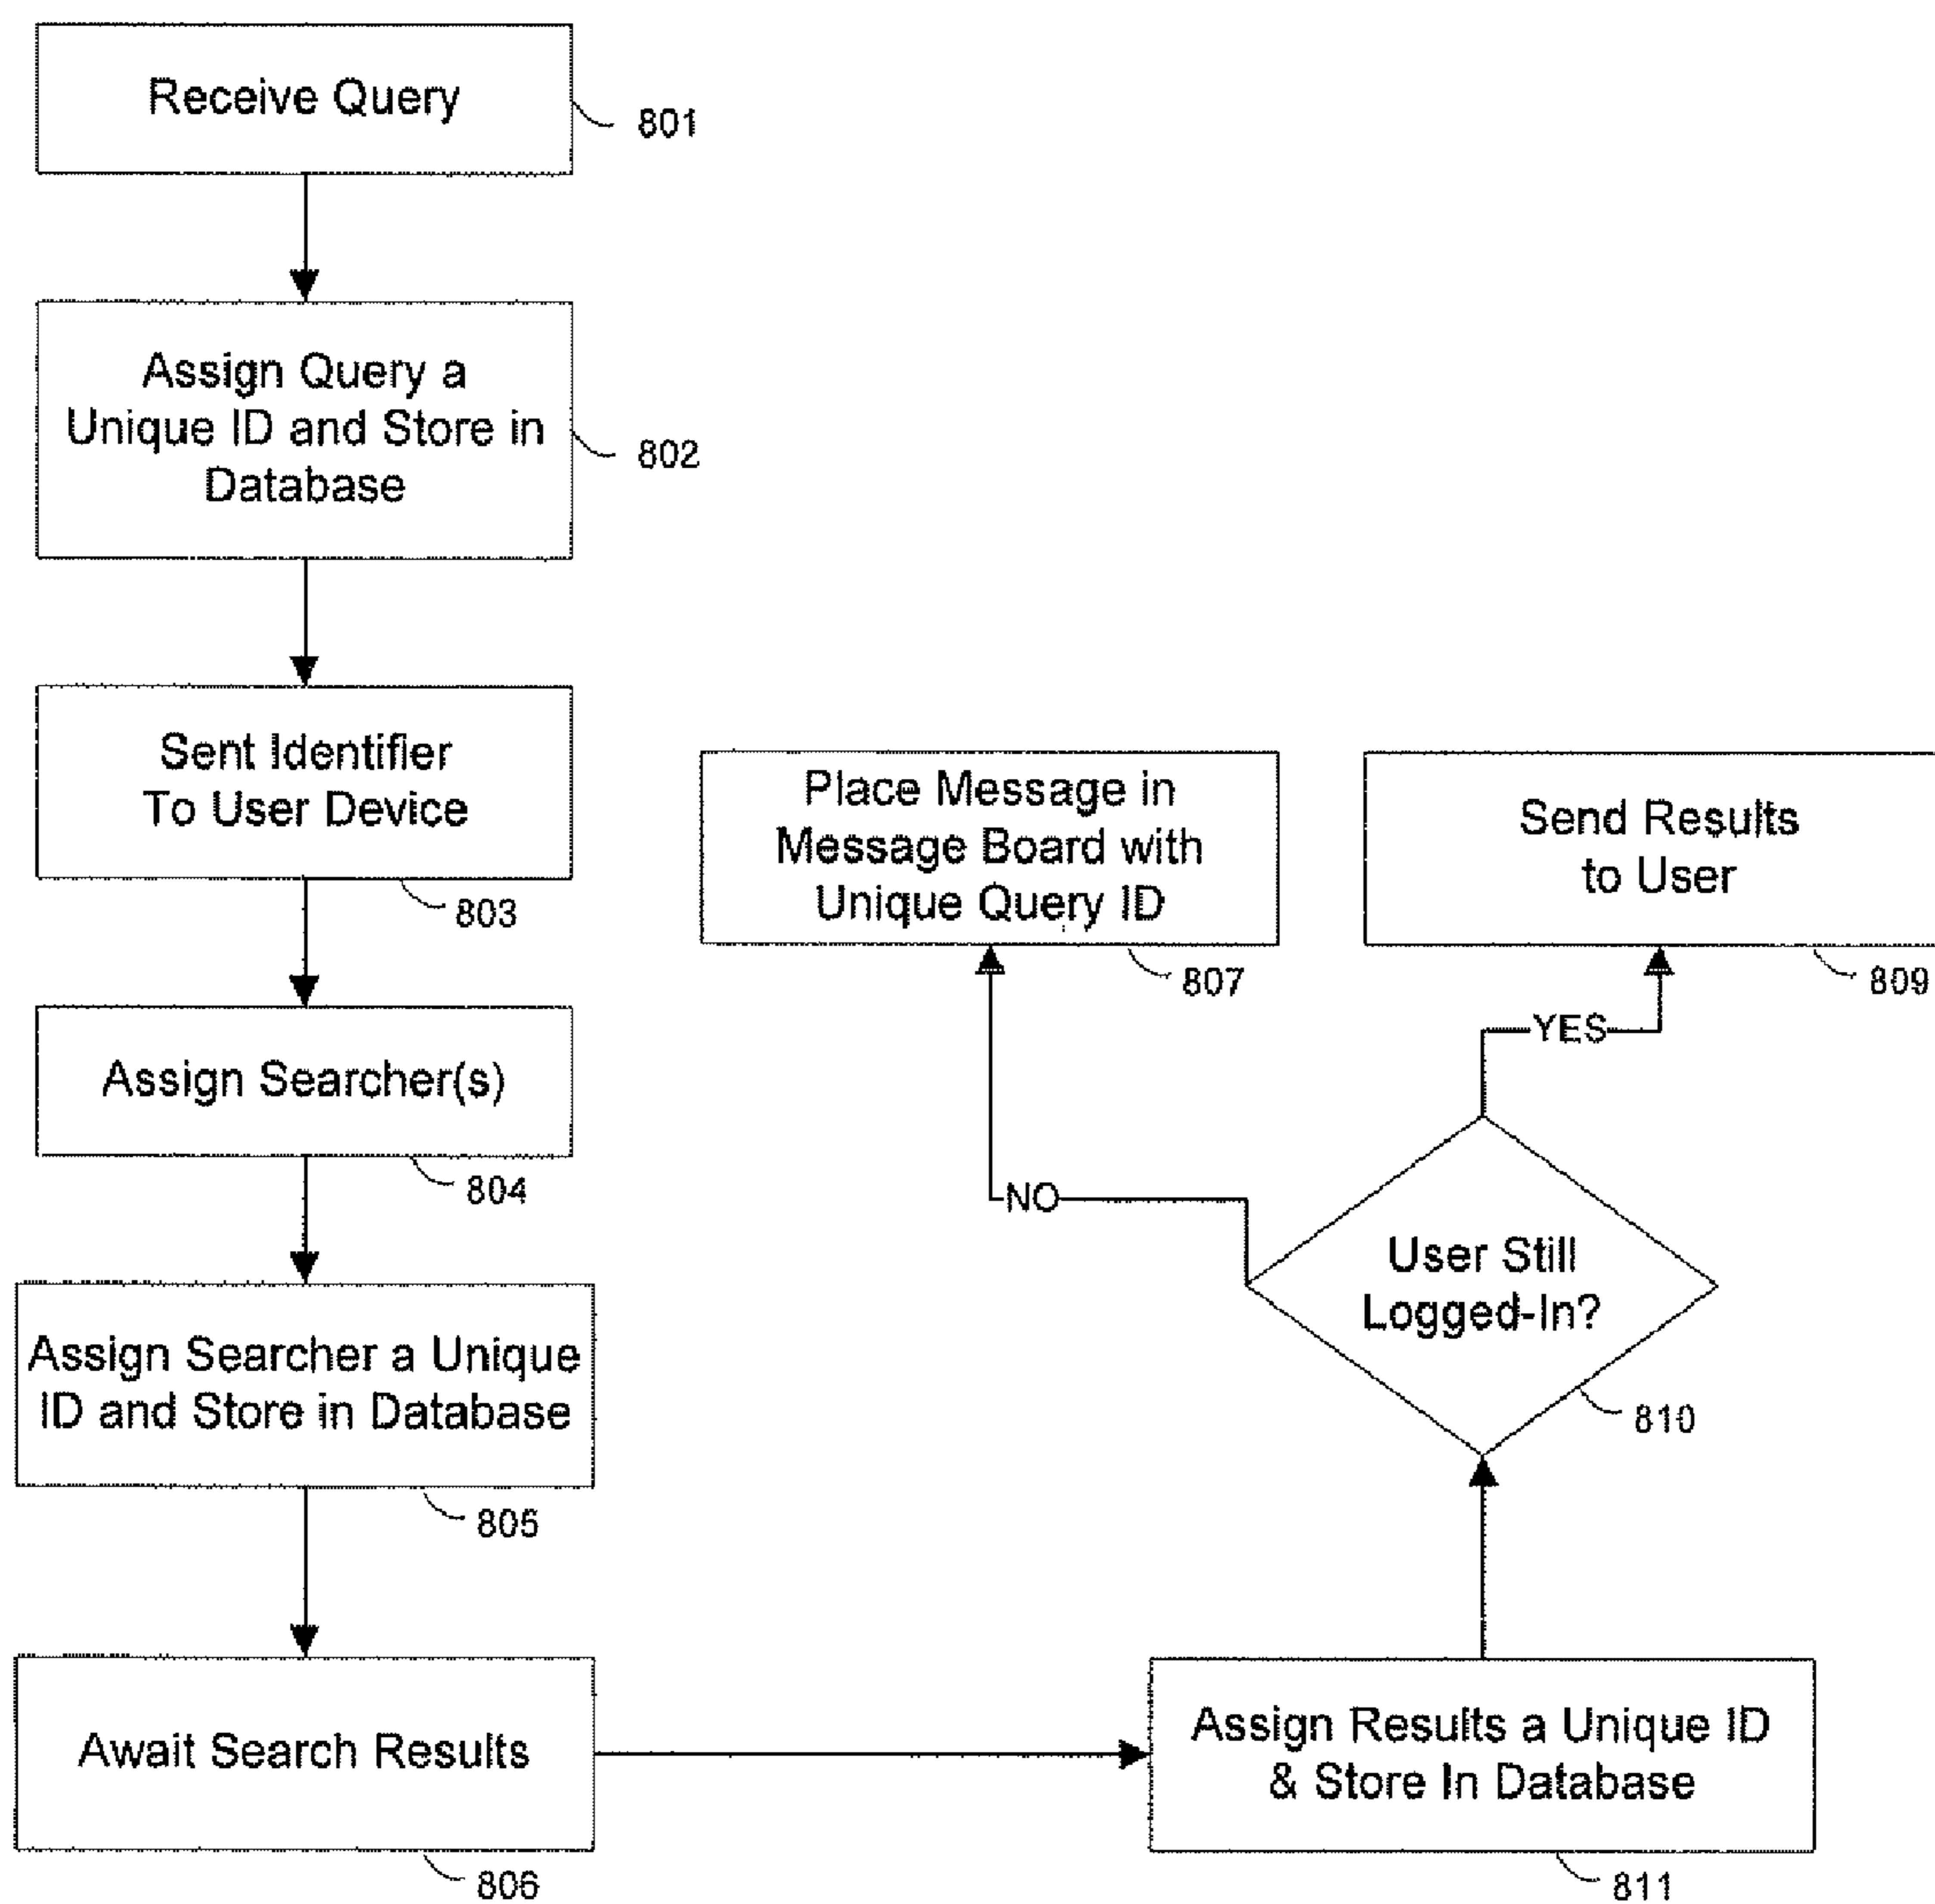 Receive Query
801
Assign Query a
Unique ID and Store in
Database
802
Sent Identifier
To User Device
803
Assign Searcher(s)
804
Assign Searcher a Unique
ID and Store in Database
805
Await Search Results
806
Place Message in
Message Board with
Unique Query ID
807
Send Results
to User
809
YES
NO
User Still
Logged-In?
810
Assign Results a Unique ID
& Store In Database
811